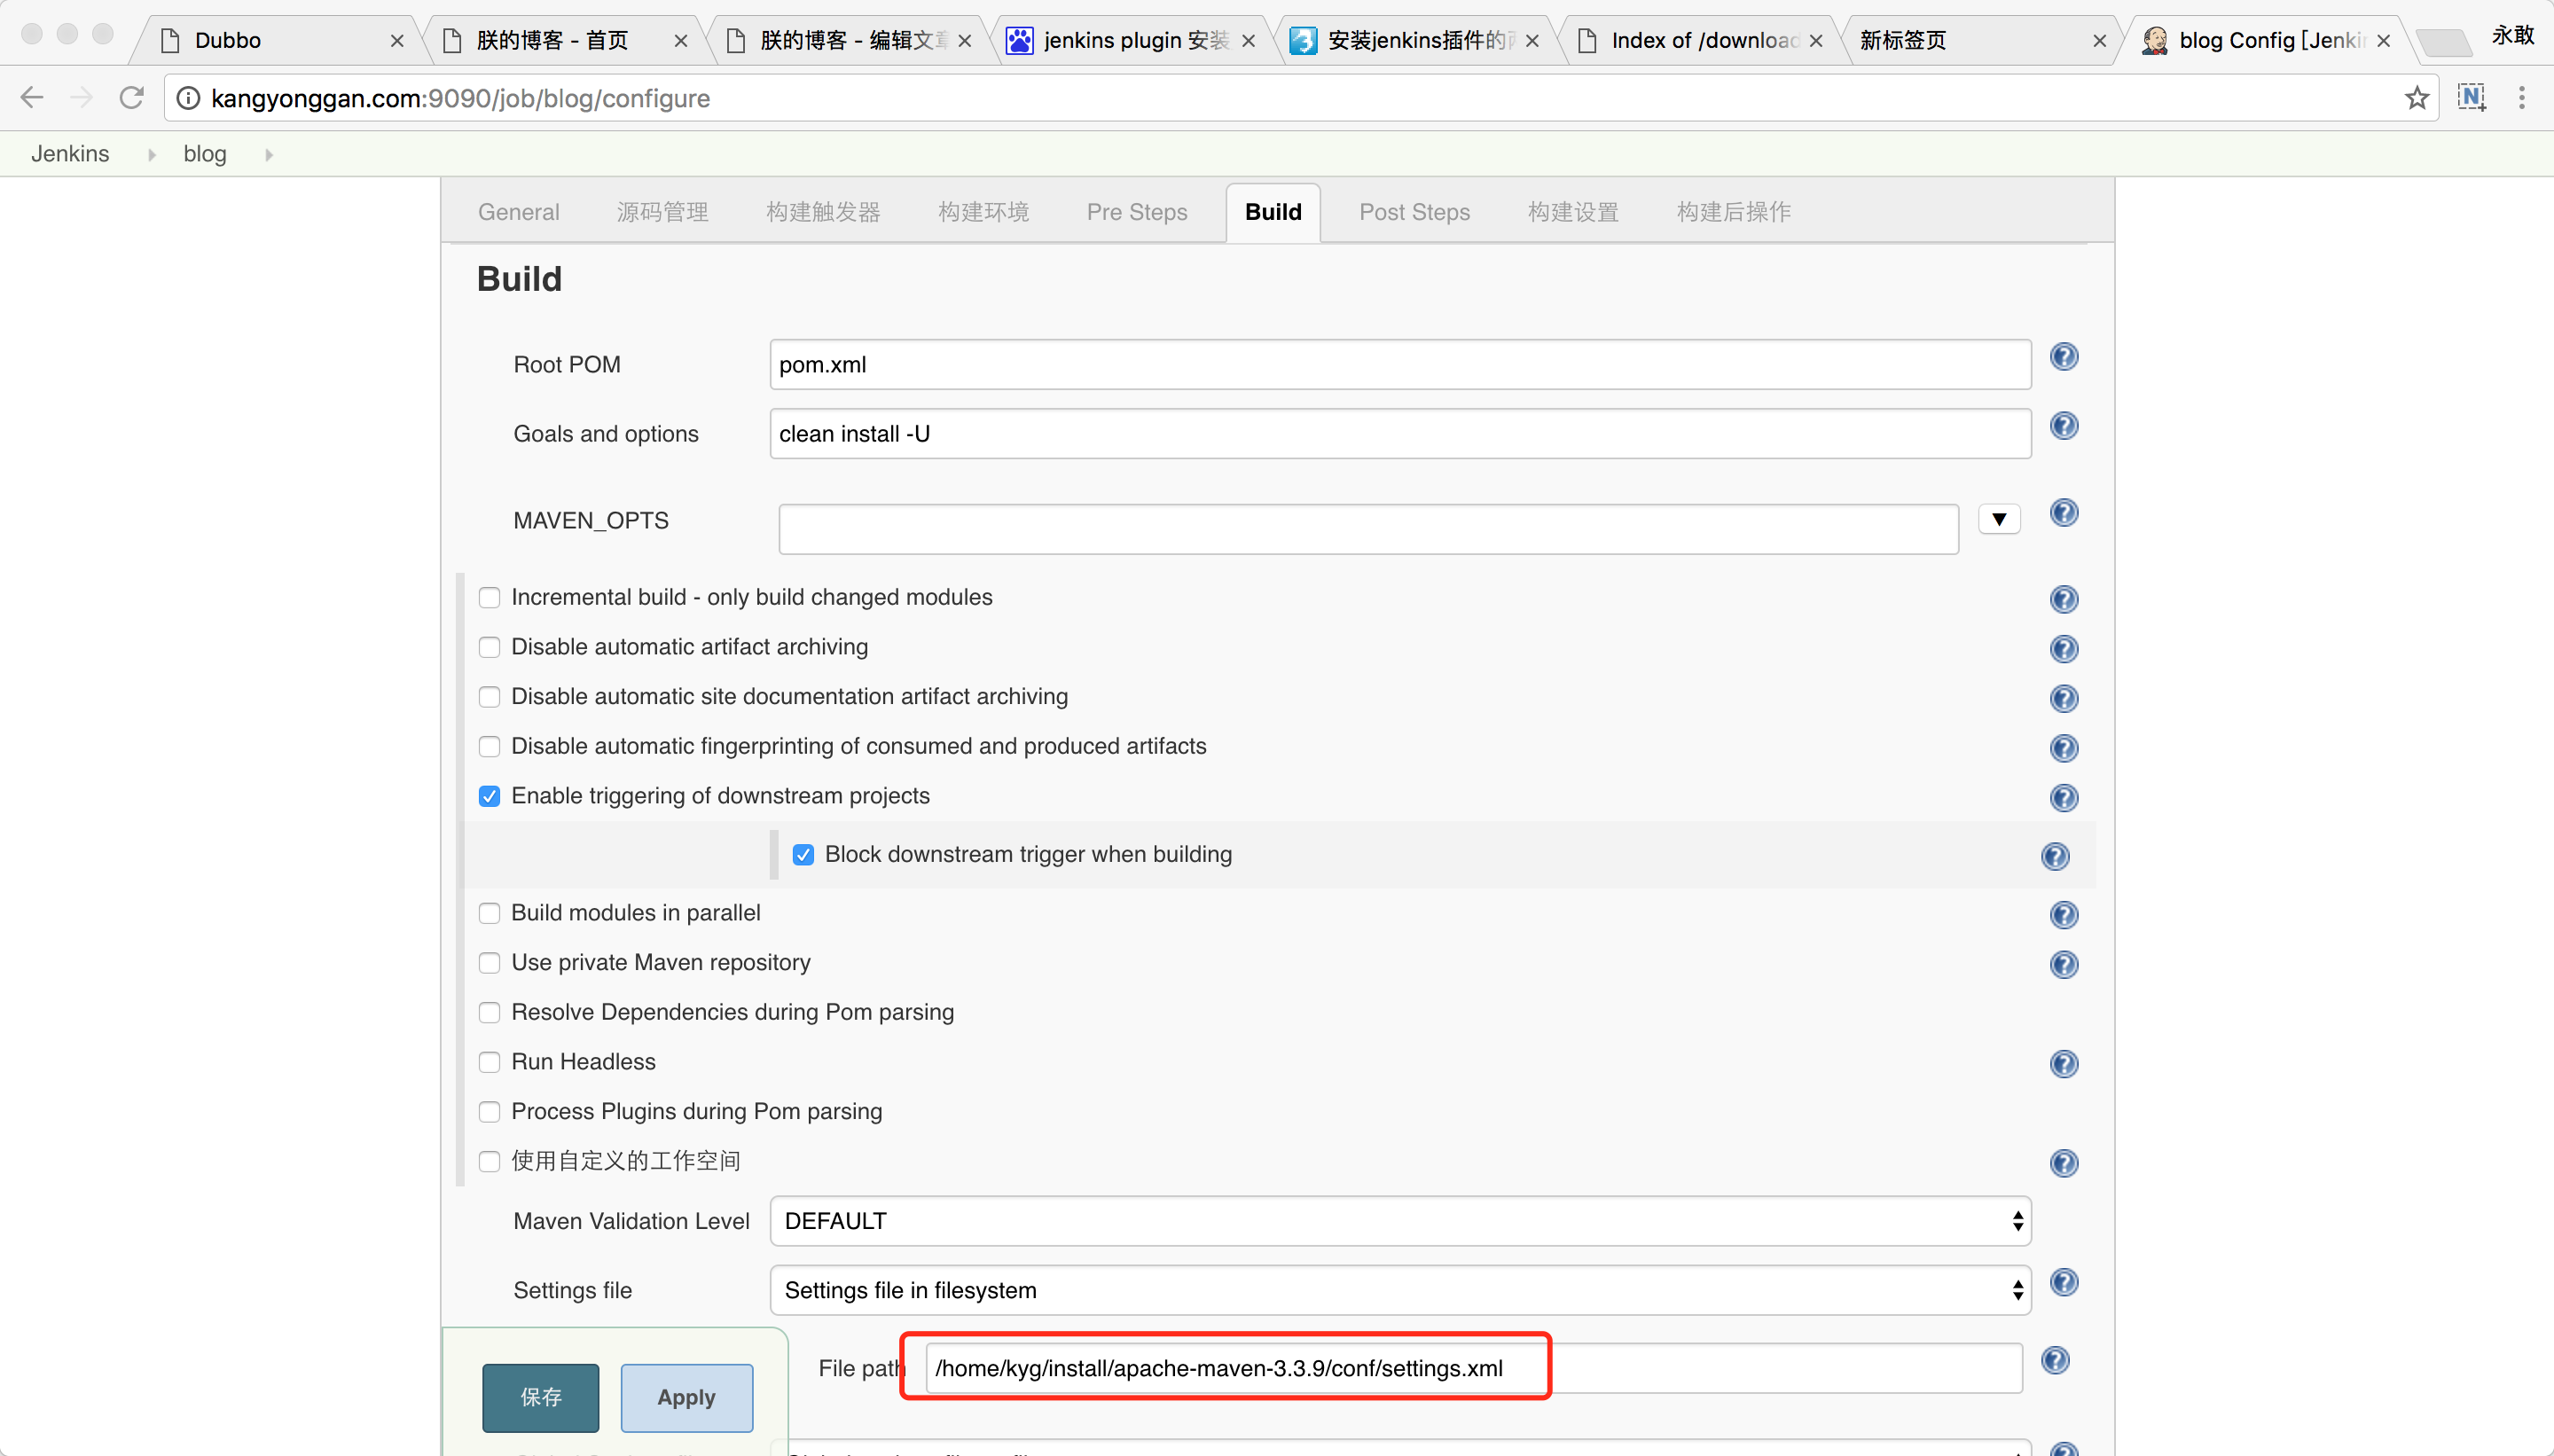 Dubbo
朕的博客 - 首页
朕的博客 - 编辑文章
jenkins plugin 安装
安装jenkins插件的
Index of /download
新标签页
blog Config [Jenkin
永敢
kangyonggan.com:9090/job/blog/configure
Jenkins
blog
General
源码管理
构建触发器
构建环境
Pre Steps
Build
Post Steps
构建设置
构建后操作
Build
Root POM
pom.xml
Goals and options
clean install -U
MAVEN_OPTS
Incremental build - only build changed modules
Disable automatic artifact archiving
Disable automatic site documentation artifact archiving
Disable automatic fingerprinting of consumed and produced artifacts
Enable triggering of downstream projects
Block downstream trigger when building
Build modules in parallel
Use private Maven repository
Resolve Dependencies during Pom parsing
Run Headless
Process Plugins during Pom parsing
使用自定义的工作空间
Maven Validation Level
DEFAULT
Settings file
Settings file in filesystem
File path
/home/kyg/install/apache-maven-3.3.9/conf/settings.xml
保存
Apply